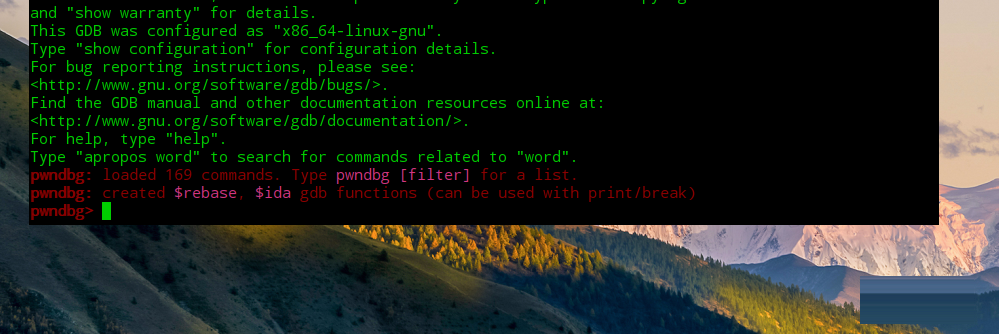 and "show warranty" for details.
This GDB was configured as "x86_64-linux-gnu".
Type "show configuration" for configuration details.
For bug reporting instructions, please see:
<http://www.gnu.org/software/gdb/bugs/>.
Find the GDB manual and other documentation resources online at:
<http://www.gnu.org/software/gdb/documentation/>.
For help, type "help".
Type "apropos word" to search for commands related to "word".
pwndbg: loaded 169 commands. Type pwndbg [filter] for a list.
pwndbg: created $rebase, $ida gdb functions (can be used with print/break)
pwndbg>